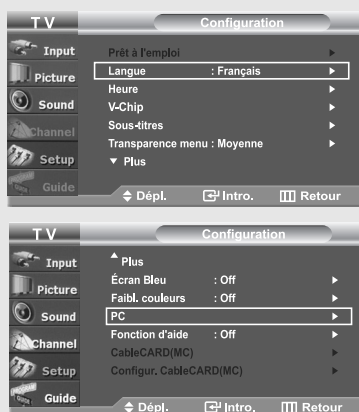 TV
Configuration
Input
Picture
Sound
Channel
Setup
Guide
Prêt à l'emploi
Langue : Français
Heure
V-Chip
Sous-titres
Transparence menu : Moyenne
▼ Plus
Dépl. Intro. Retour
TV
Configuration
Input
Picture
Sound
Channel
Setup
Guide
▲ Plus
Écran Bleu : Off
Faibl. couleurs : Off
PC
Fonction d'aide : Off
CableCARD(MC)
Configur. CableCARD(MC)
Dépl. Intro. Retour